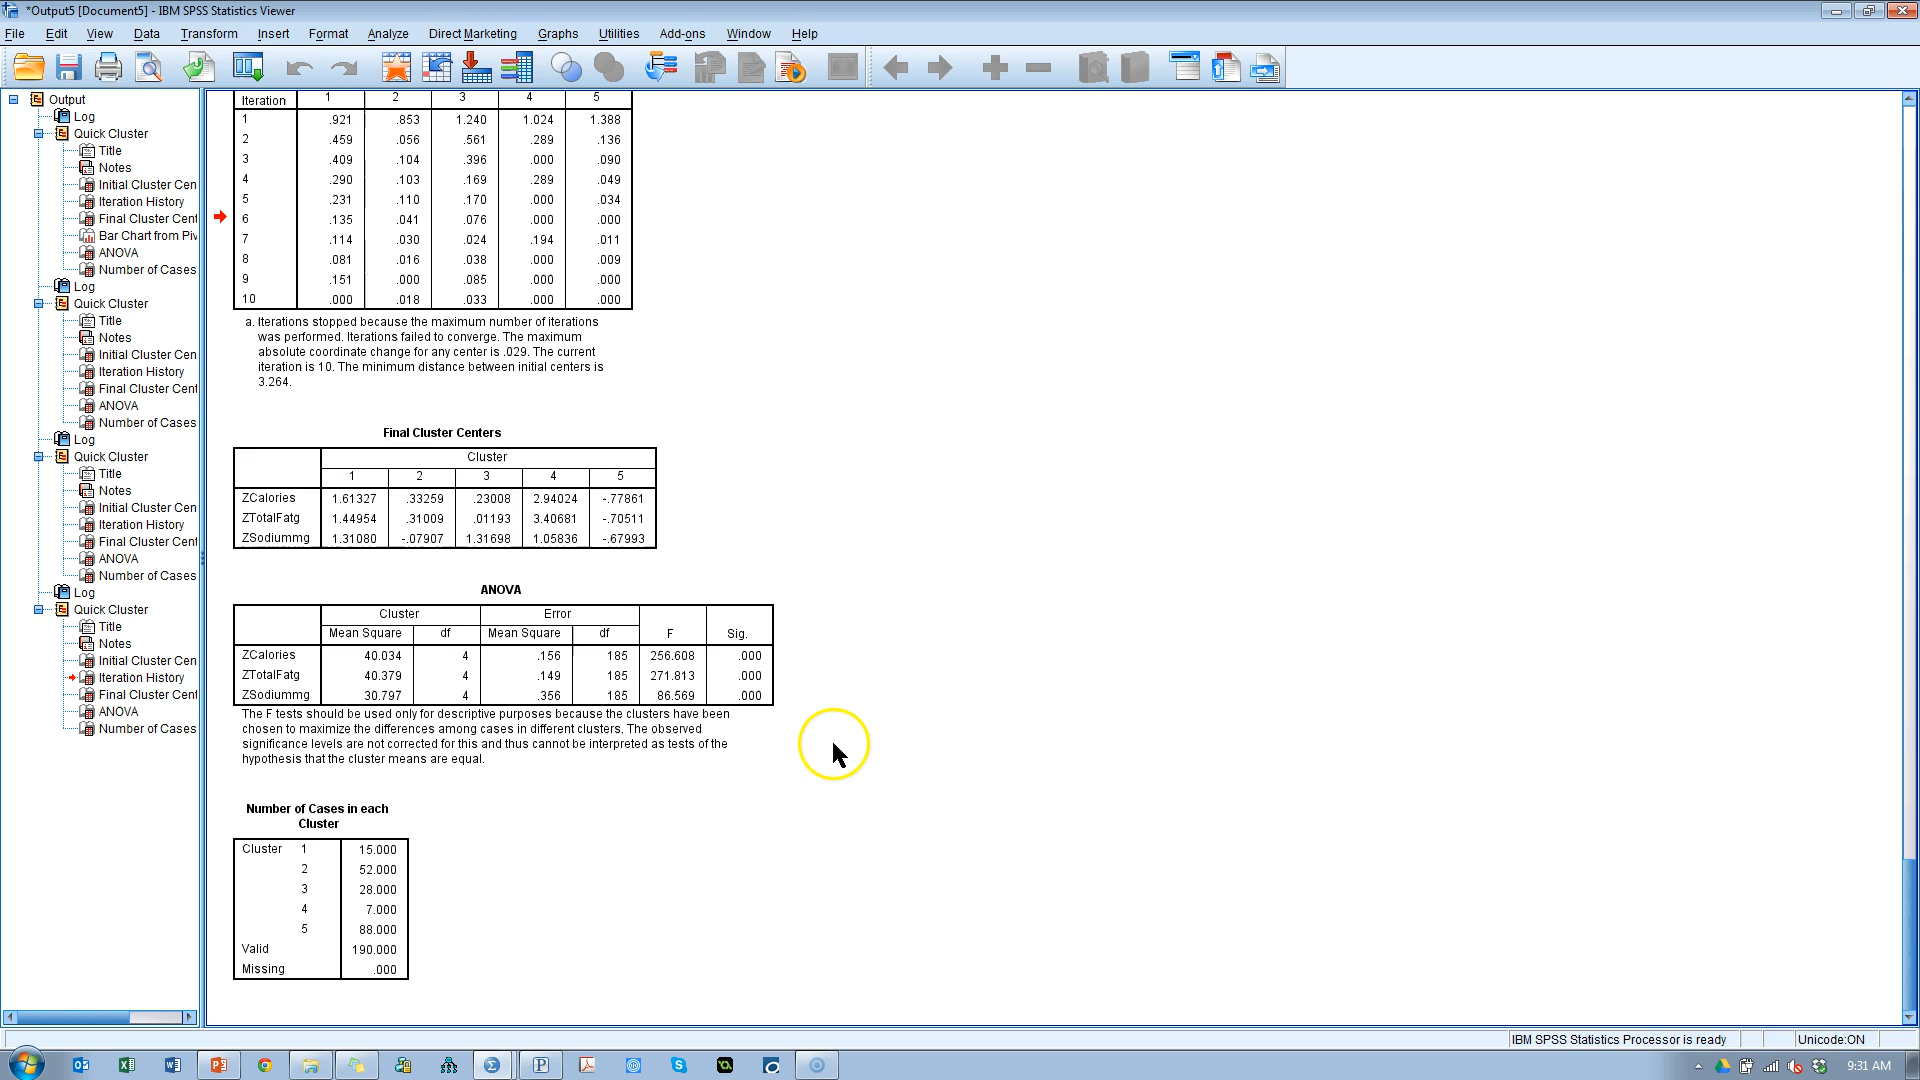 *Output5 [Document5] - IBM SPSS Statistics Viewer
File Edit View Data Transform Insert Format Analyze Direct Marketing Graphs Utilities Add-ons Window Help
Output
Log
Quick Cluster
Title
Notes
Initial Cluster Cen
Iteration History
Final Cluster Cent
Bar Chart from Piv
ANOVA
Number of Cases
Log
Quick Cluster
Title
Notes
Initial Cluster Cen
Iteration History
Final Cluster Cent
ANOVA
Number of Cases
Log
Quick Cluster
Title
Notes
Initial Cluster Cen
Iteration History
Final Cluster Cent
ANOVA
Number of Cases
Log
Quick Cluster
Title
Notes
Initial Cluster Cen
Iteration History
Final Cluster Cent
ANOVA
Number of Cases
Iteration 1 2 3 4 5
1 .921 .853 1.240 1.024 1.388
2 .459 .056 .561 .289 .136
3 .409 .104 .396 .000 .090
4 .290 .103 .169 .289 .049
5 .231 .110 .170 .000 .034
6 .135 .041 .076 .000 .000
7 .114 .030 .024 .194 .011
8 .081 .016 .038 .000 .009
9 .151 .000 .085 .000 .000
10 .000 .018 .033 .000 .000
a. Iterations stopped because the maximum number of iterations
was performed. Iterations failed to converge. The maximum
absolute coordinate change for any center is .029. The current
iteration is 10. The minimum distance between initial centers is
3.264.
Final Cluster Centers
Cluster
1 2 3 4 5
ZCalories 1.61327 .33259 .23008 2.94024 -.77861
ZTotalFatg 1.44954 .31009 .01193 3.40681 -.70511
ZSodiummg 1.31080 -.07907 1.31698 1.05836 -.67993
ANOVA
Cluster Error F Sig.
Mean Square df Mean Square df
ZCalories 40.034 4 .156 185 256.608 .000
ZTotalFatg 40.379 4 .149 185 271.813 .000
ZSodiummg 30.797 4 .356 185 86.569 .000
The F tests should be used only for descriptive purposes because the clusters have been
chosen to maximize the differences among cases in different clusters. The observed
significance levels are not corrected for this and thus cannot be interpreted as tests of the
hypothesis that the cluster means are equal.
Number of Cases in each
Cluster
Cluster 1 15.000
2 52.000
3 28.000
4 7.000
5 88.000
Valid 190.000
Missing .000
IBM SPSS Statistics Processor is ready Unicode:ON
9:31 AM